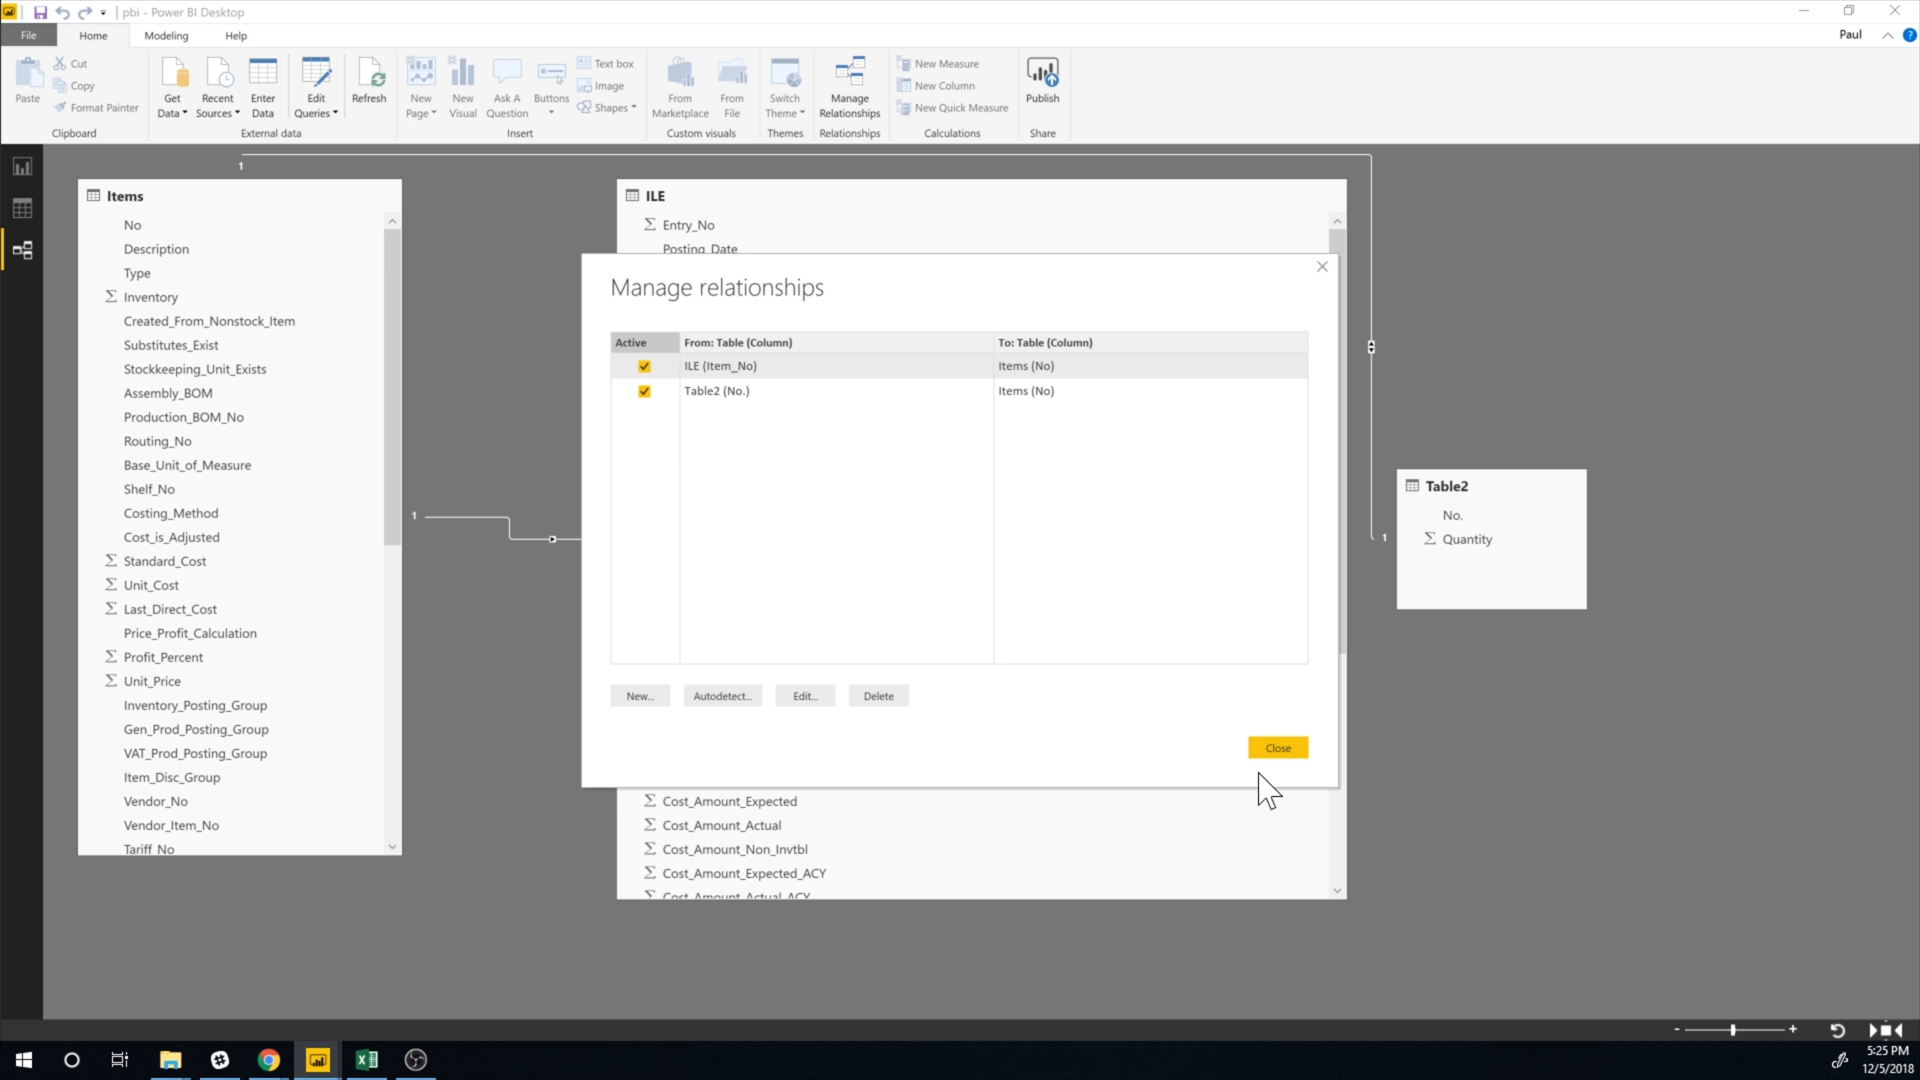 pbi - Power BI Desktop
File
Home
Modeling
Help
Paul
Paste
Cut
Copy
Format Painter
Clipboard
Get Data
Recent Sources
Enter Data
Edit Queries
Refresh
External data
New Page
New Visual
Ask A Question
Buttons
Text box
Image
Shapes
Insert
From Marketplace
From File
Custom visuals
Switch Theme
Themes
Manage Relationships
Relationships
New Measure
New Column
New Quick Measure
Calculations
Publish
Share
1
Items
No
Description
Type
Σ Inventory
Created_From_Nonstock_Item
Substitutes_Exist
Stockkeeping_Unit_Exists
Assembly_BOM
Production_BOM_No
Routing_No
Base_Unit_of_Measure
Shelf_No
Costing_Method
Cost_is_Adjusted
Σ Standard_Cost
Σ Unit_Cost
Σ Last_Direct_Cost
Price_Profit_Calculation
Σ Profit_Percent
Σ Unit_Price
Inventory_Posting_Group
Gen_Prod_Posting_Group
VAT_Prod_Posting_Group
Item_Disc_Group
Vendor_No
Vendor_Item_No
Tariff_No
1
ILE
Σ Entry_No
Posting_Date
Manage relationships
Active From: Table (Column) To: Table (Column)
ILE (Item_No) Items (No)
Table2 (No.) Items (No)
New...
Autodetect...
Edit...
Delete
Close
Σ Cost_Amount_Expected
Σ Cost_Amount_Actual
Σ Cost_Amount_Non_Invtbl
Σ Cost_Amount_Expected_ACY
Σ Cost_Amount_Actual_ACY
1
Table2
No.
Σ Quantity
5:25 PM
12/5/2018